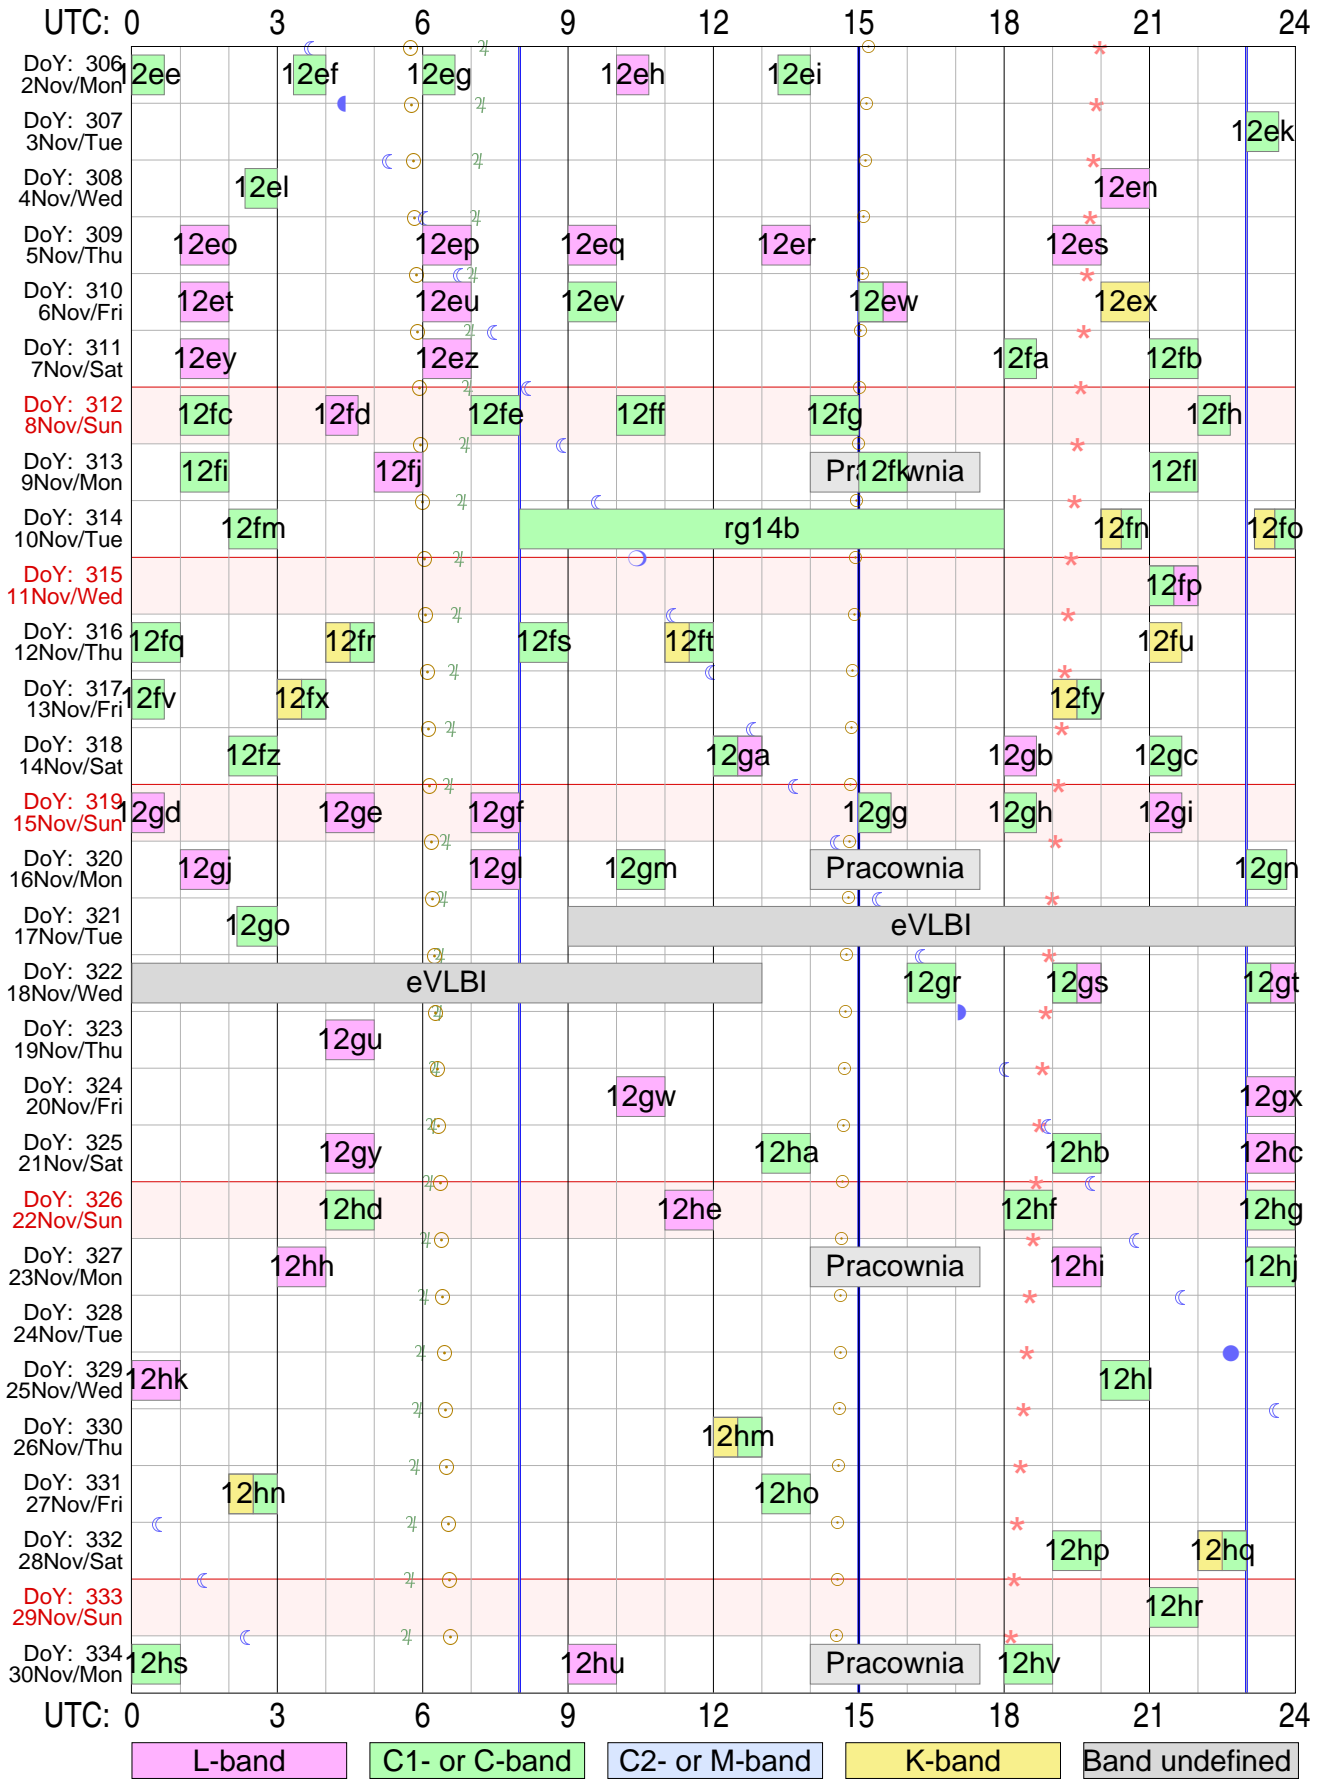 UTC: 0 3 6 9 12 15 18 21 24
DoY: 306
2Nov/Mon
12ee 12ef 12eg 12eh 12ei
DoY: 307
3Nov/Tue
12ek
DoY: 308
4Nov/Wed
12el 12en
DoY: 309
5Nov/Thu
12eo 12ep 12eq 12er 12es
DoY: 310
6Nov/Fri
12et 12eu 12ev 12ew 12ex
DoY: 311
7Nov/Sat
12ey 12ez 12fa 12fb
DoY: 312
8Nov/Sun
12fc 12fd 12fe 12ff 12fg 12fh
DoY: 313
9Nov/Mon
12fi 12fj Pracownia 12fk 12fl
DoY: 314
10Nov/Tue
12fm rg14b 12fn 12fo
DoY: 315
11Nov/Wed
12fp
DoY: 316
12Nov/Thu
12fq 12fr 12fs 12ft 12fu
DoY: 317
13Nov/Fri
12fv 12fx 12fy
DoY: 318
14Nov/Sat
12fz 12ga 12gb 12gc
DoY: 319
15Nov/Sun
12gd 12ge 12gf 12gg 12gh 12gi
DoY: 320
16Nov/Mon
12gj 12gl 12gm Pracownia 12gn
DoY: 321
17Nov/Tue
12go eVLBI
DoY: 322
18Nov/Wed
eVLBI 12gr 12gs 12gt
DoY: 323
19Nov/Thu
12gu
DoY: 324
20Nov/Fri
12gw 12gx
DoY: 325
21Nov/Sat
12gy 12ha 12hb 12hc
DoY: 326
22Nov/Sun
12hd 12he 12hf 12hg
DoY: 327
23Nov/Mon
12hh Pracownia 12hi 12hj
DoY: 328
24Nov/Tue
DoY: 329
25Nov/Wed
12hk 12hl
DoY: 330
26Nov/Thu
12hm
DoY: 331
27Nov/Fri
12hn 12ho
DoY: 332
28Nov/Sat
12hp 12hq
DoY: 333
29Nov/Sun
12hr
DoY: 334
30Nov/Mon
12hs 12hu Pracownia 12hv
UTC: 0 3 6 9 12 15 18 21 24
L-band C1- or C-band C2- or M-band K-band Band undefined